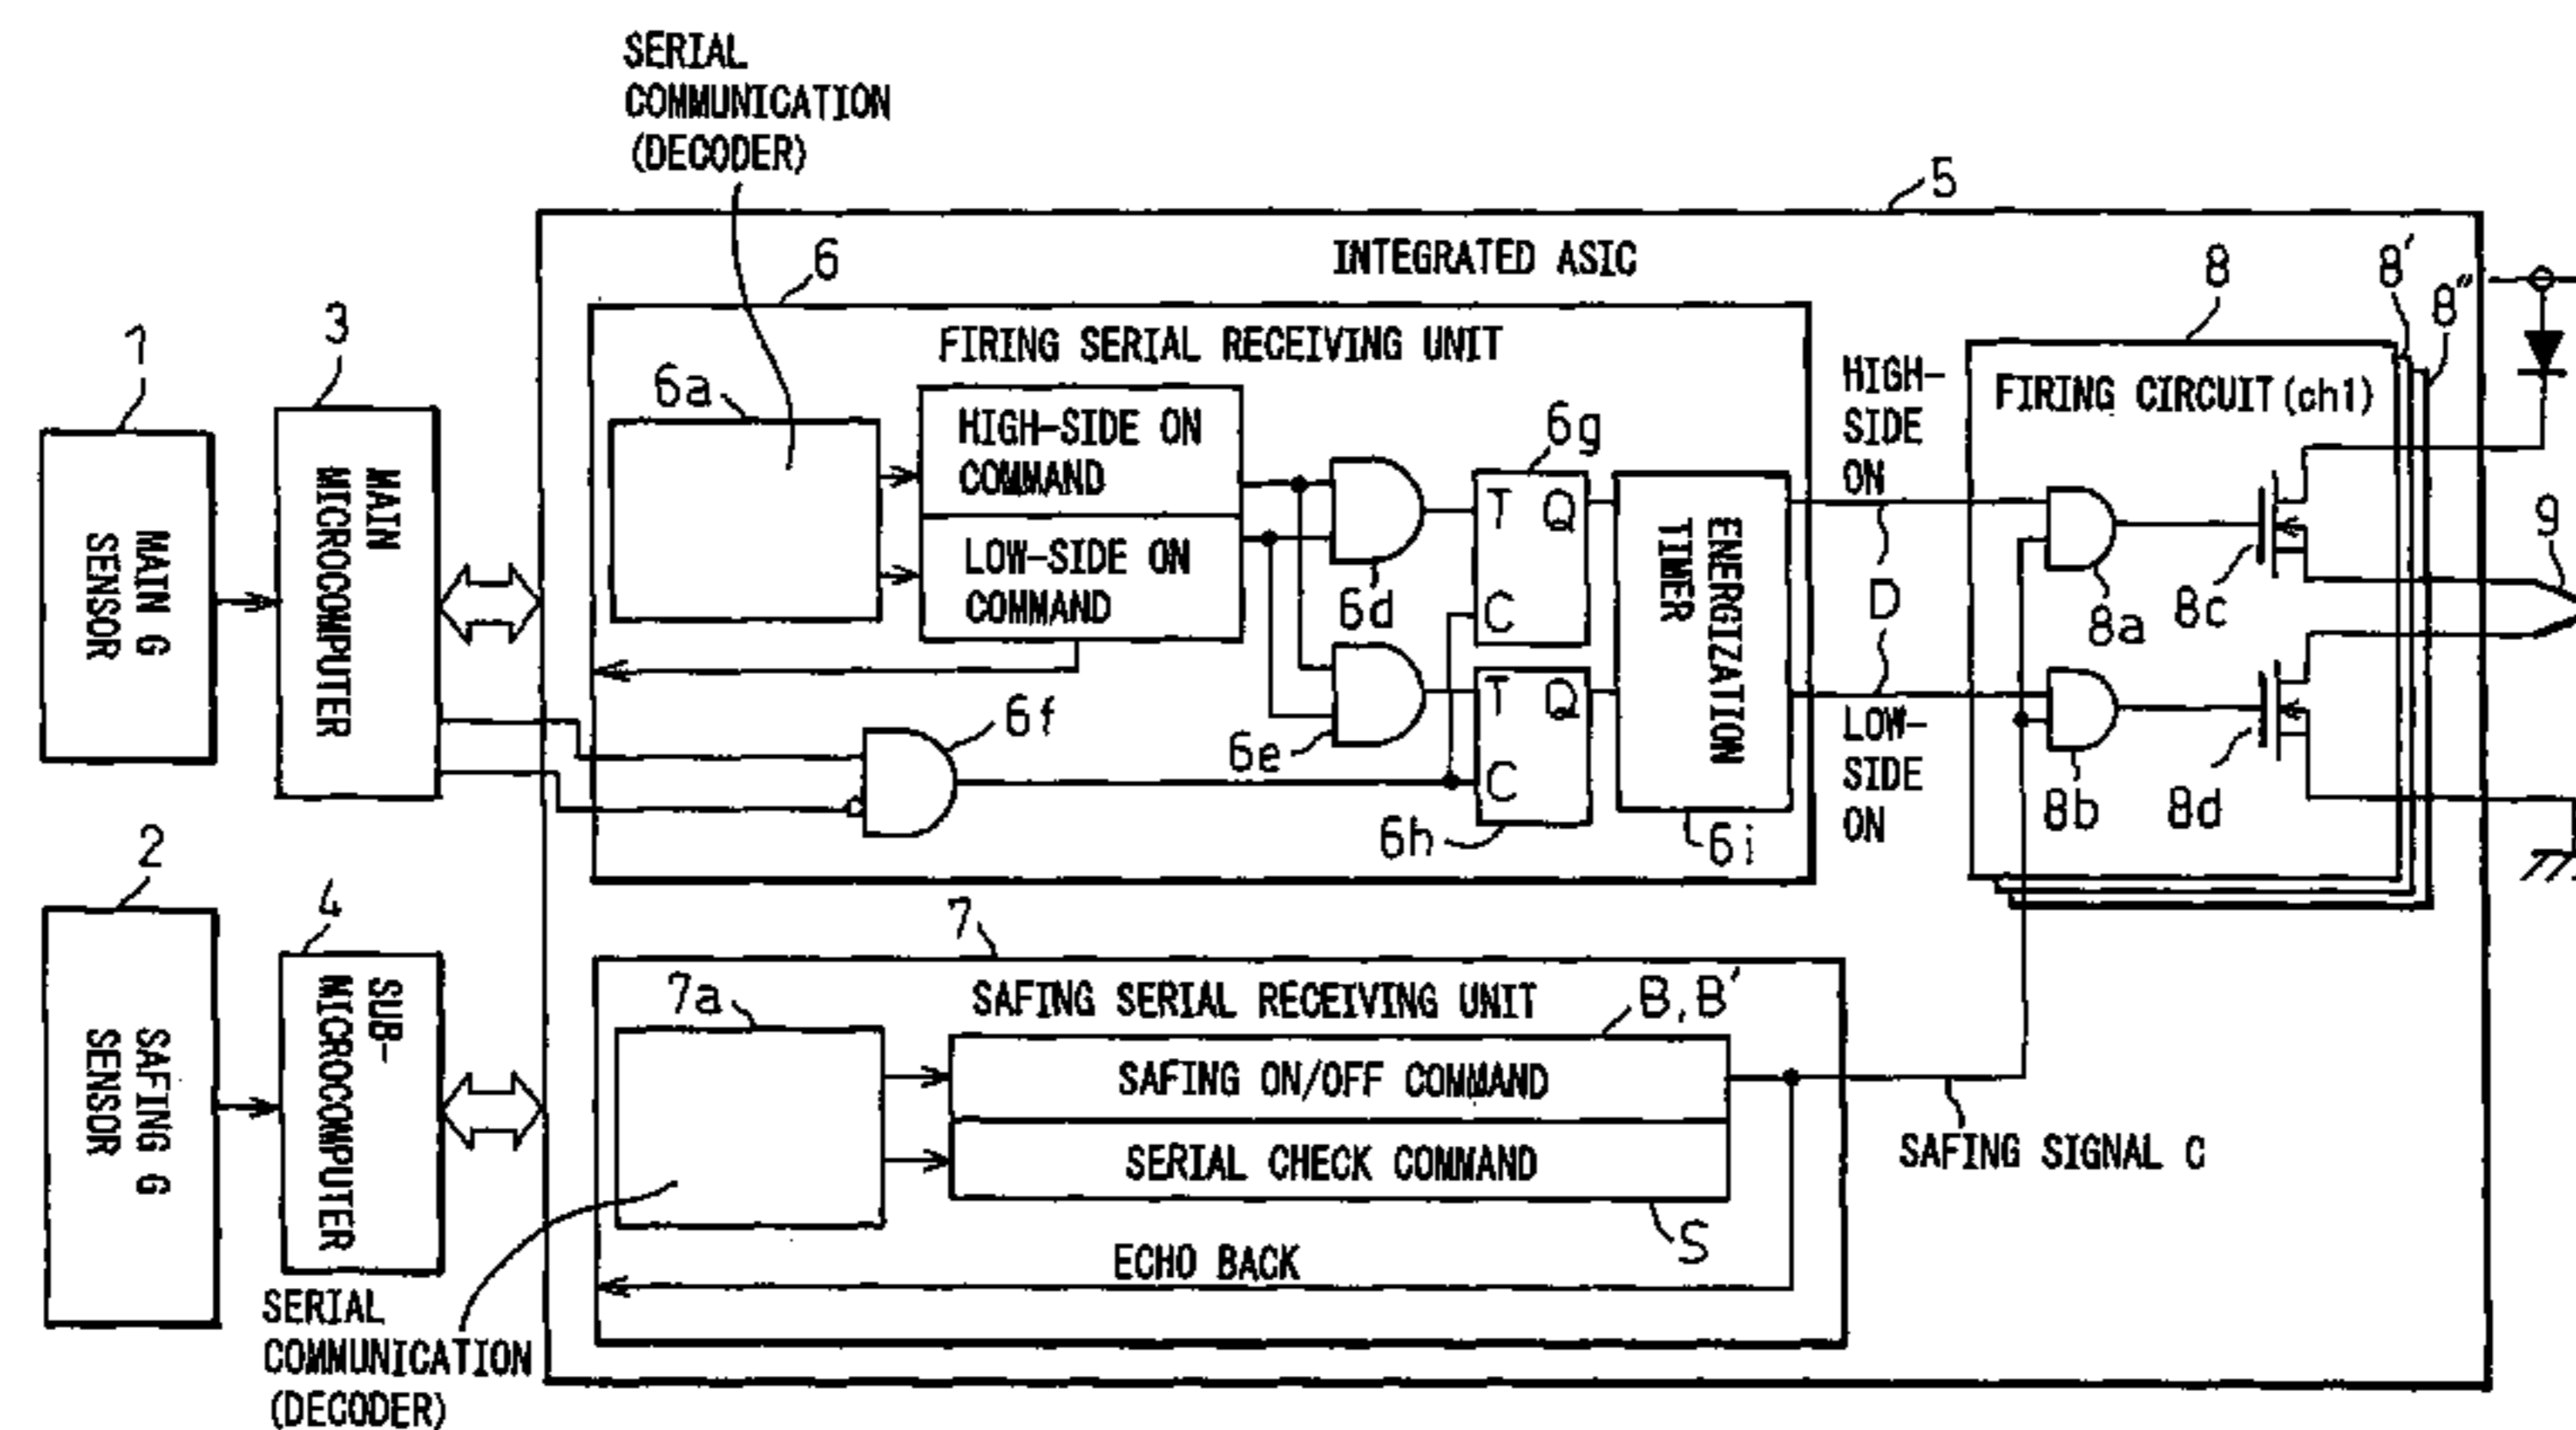 SERIAL
COMMUNICATION
(DECODER)
5
INTEGRATED ASIC
6
8
8′
8″
FIRING SERIAL RECEIVING UNIT
1
3
6a
6g
HIGH-SIDE ON
COMMAND
LOW-SIDE ON
COMMAND
T Q
C
T Q
C
6d
6e
6f
6h
6i
ENERGIZATION
TIMER
HIGH-
SIDE
ON
D
LOW-
SIDE
ON
FIRING CIRCUIT(ch1)
8a
8c
8b
8d
9
MAIN G
SENSOR
MAIN
MICROCOMPUTER
2
4
SAFING G
SENSOR
SUB-
MICROCOMPUTER
7
7a
SAFING SERIAL RECEIVING UNIT
B,B′
SAFING ON/OFF COMMAND
SERIAL CHECK COMMAND
S
SAFING SIGNAL C
ECHO BACK
SERIAL
COMMUNICATION
(DECODER)